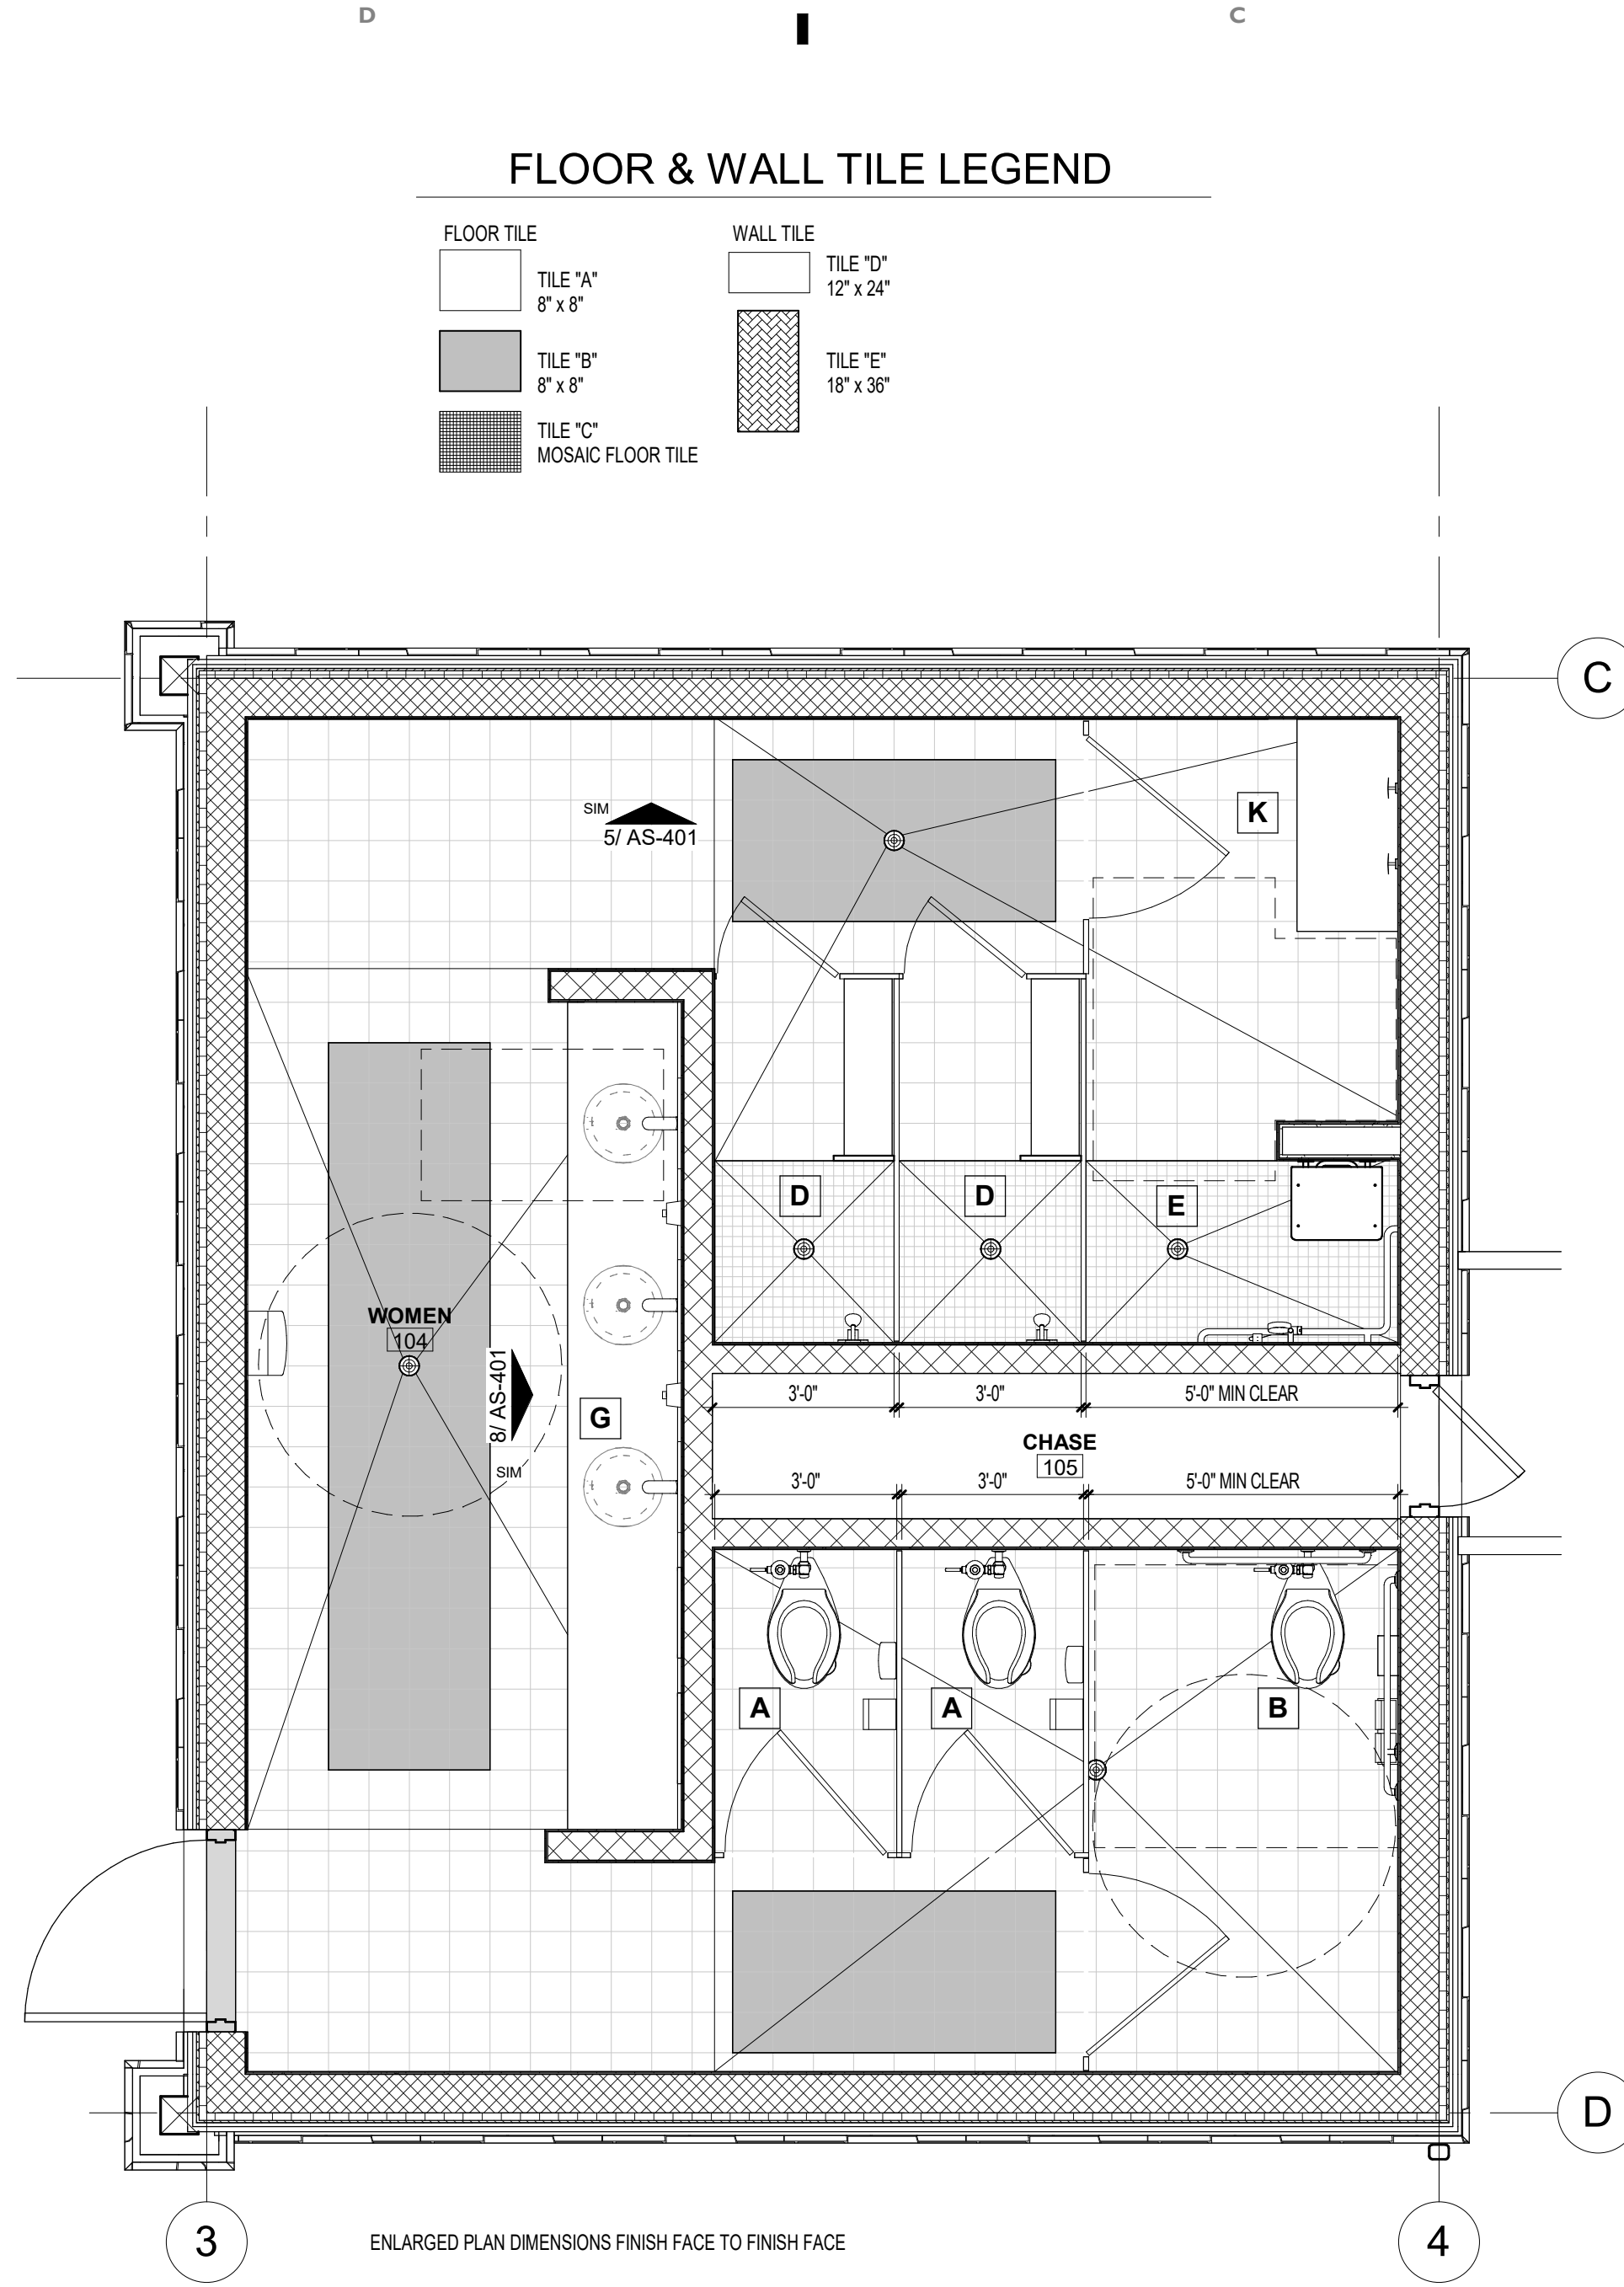 D
C
FLOOR & WALL TILE LEGEND
FLOOR TILE
WALL TILE
TILE "A"
8" x 8"
TILE "D"
12" x 24"
TILE "B"
8" x 8"
TILE "E"
18" x 36"
TILE "C"
MOSAIC FLOOR TILE
C
SIM
5/ AS-401
K
D
D
E
WOMEN
104
8/ AS-401
SIM
G
3'-0"
3'-0"
5'-0" MIN CLEAR
CHASE
105
3'-0"
3'-0"
5'-0" MIN CLEAR
A
A
B
D
3
4
ENLARGED PLAN DIMENSIONS FINISH FACE TO FINISH FACE